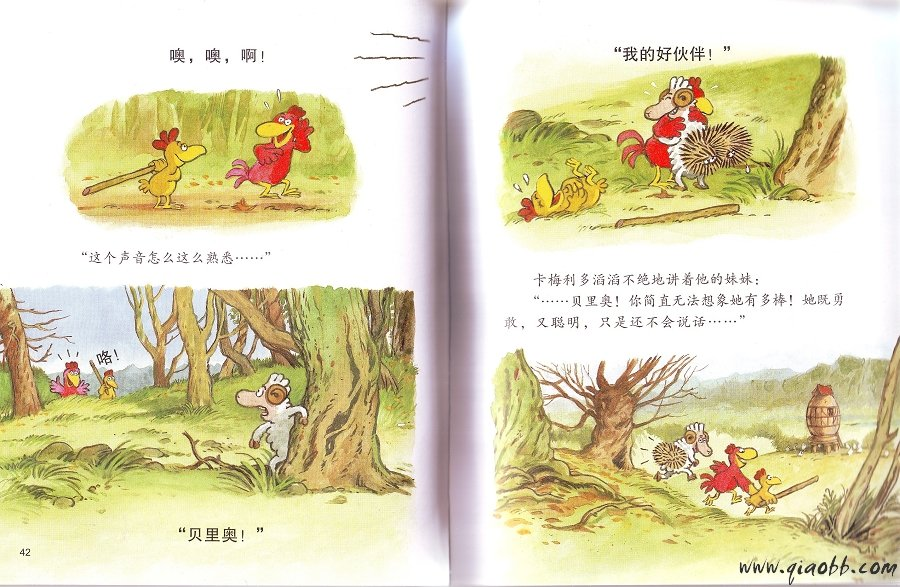 噢，噢，啊！
“这个声音怎么这么熟悉……”
咯！
“贝里奥！”
42
“我的好伙伴！”
卡梅利多滔滔不绝地讲着他的妹妹：
“……贝里奥！你简直无法想象她有多棒！她既勇
敢，又聪明，只是还不会说话……”
www.qiaobb.com